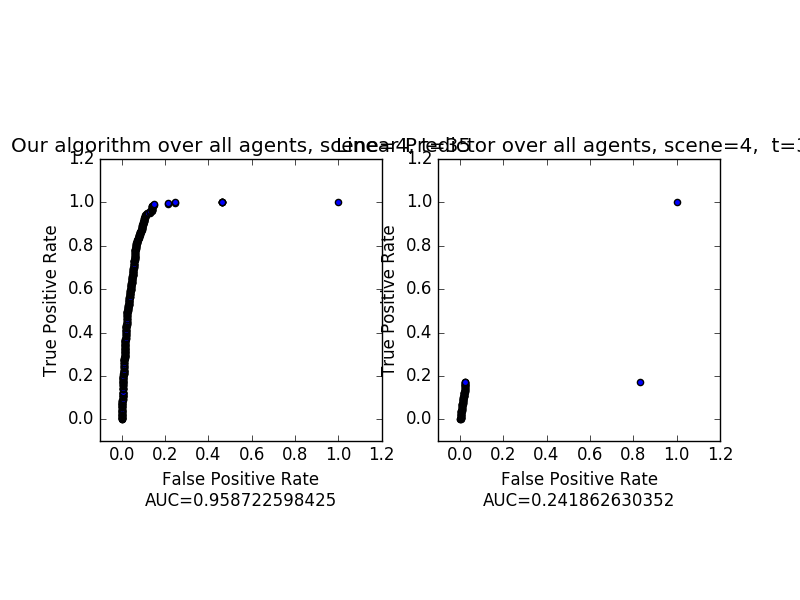 Our algorithm over all agents, scene=4, t=35
Linear Predictor over all agents, scene=4, t=3
1.2
1.0
0.8
0.6
0.4
0.2
0.0
True Positive Rate
0.0 0.2 0.4 0.6 0.8 1.0 1.2
False Positive Rate
AUC=0.958722598425
1.2
1.0
0.8
0.6
0.4
0.2
0.0
True Positive Rate
0.0 0.2 0.4 0.6 0.8 1.0 1.2
False Positive Rate
AUC=0.241862630352